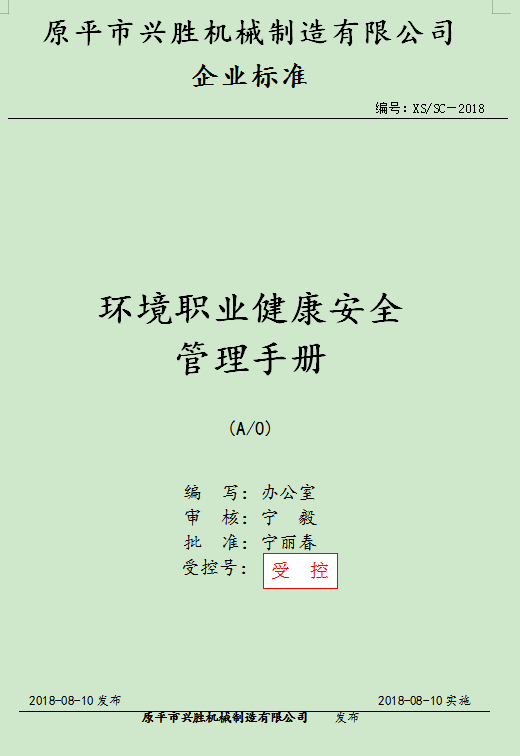 原平市兴胜机械制造有限公司
企业标准
编号：XS/SC－2018
环境职业健康安全
管理手册
(A/0)
编 写：办公室
审 核：宁 毅
批 准：宁丽春
受控号：受 控
2018-08-10发布 2018-08-10实施
原平市兴胜机械制造有限公司 发布